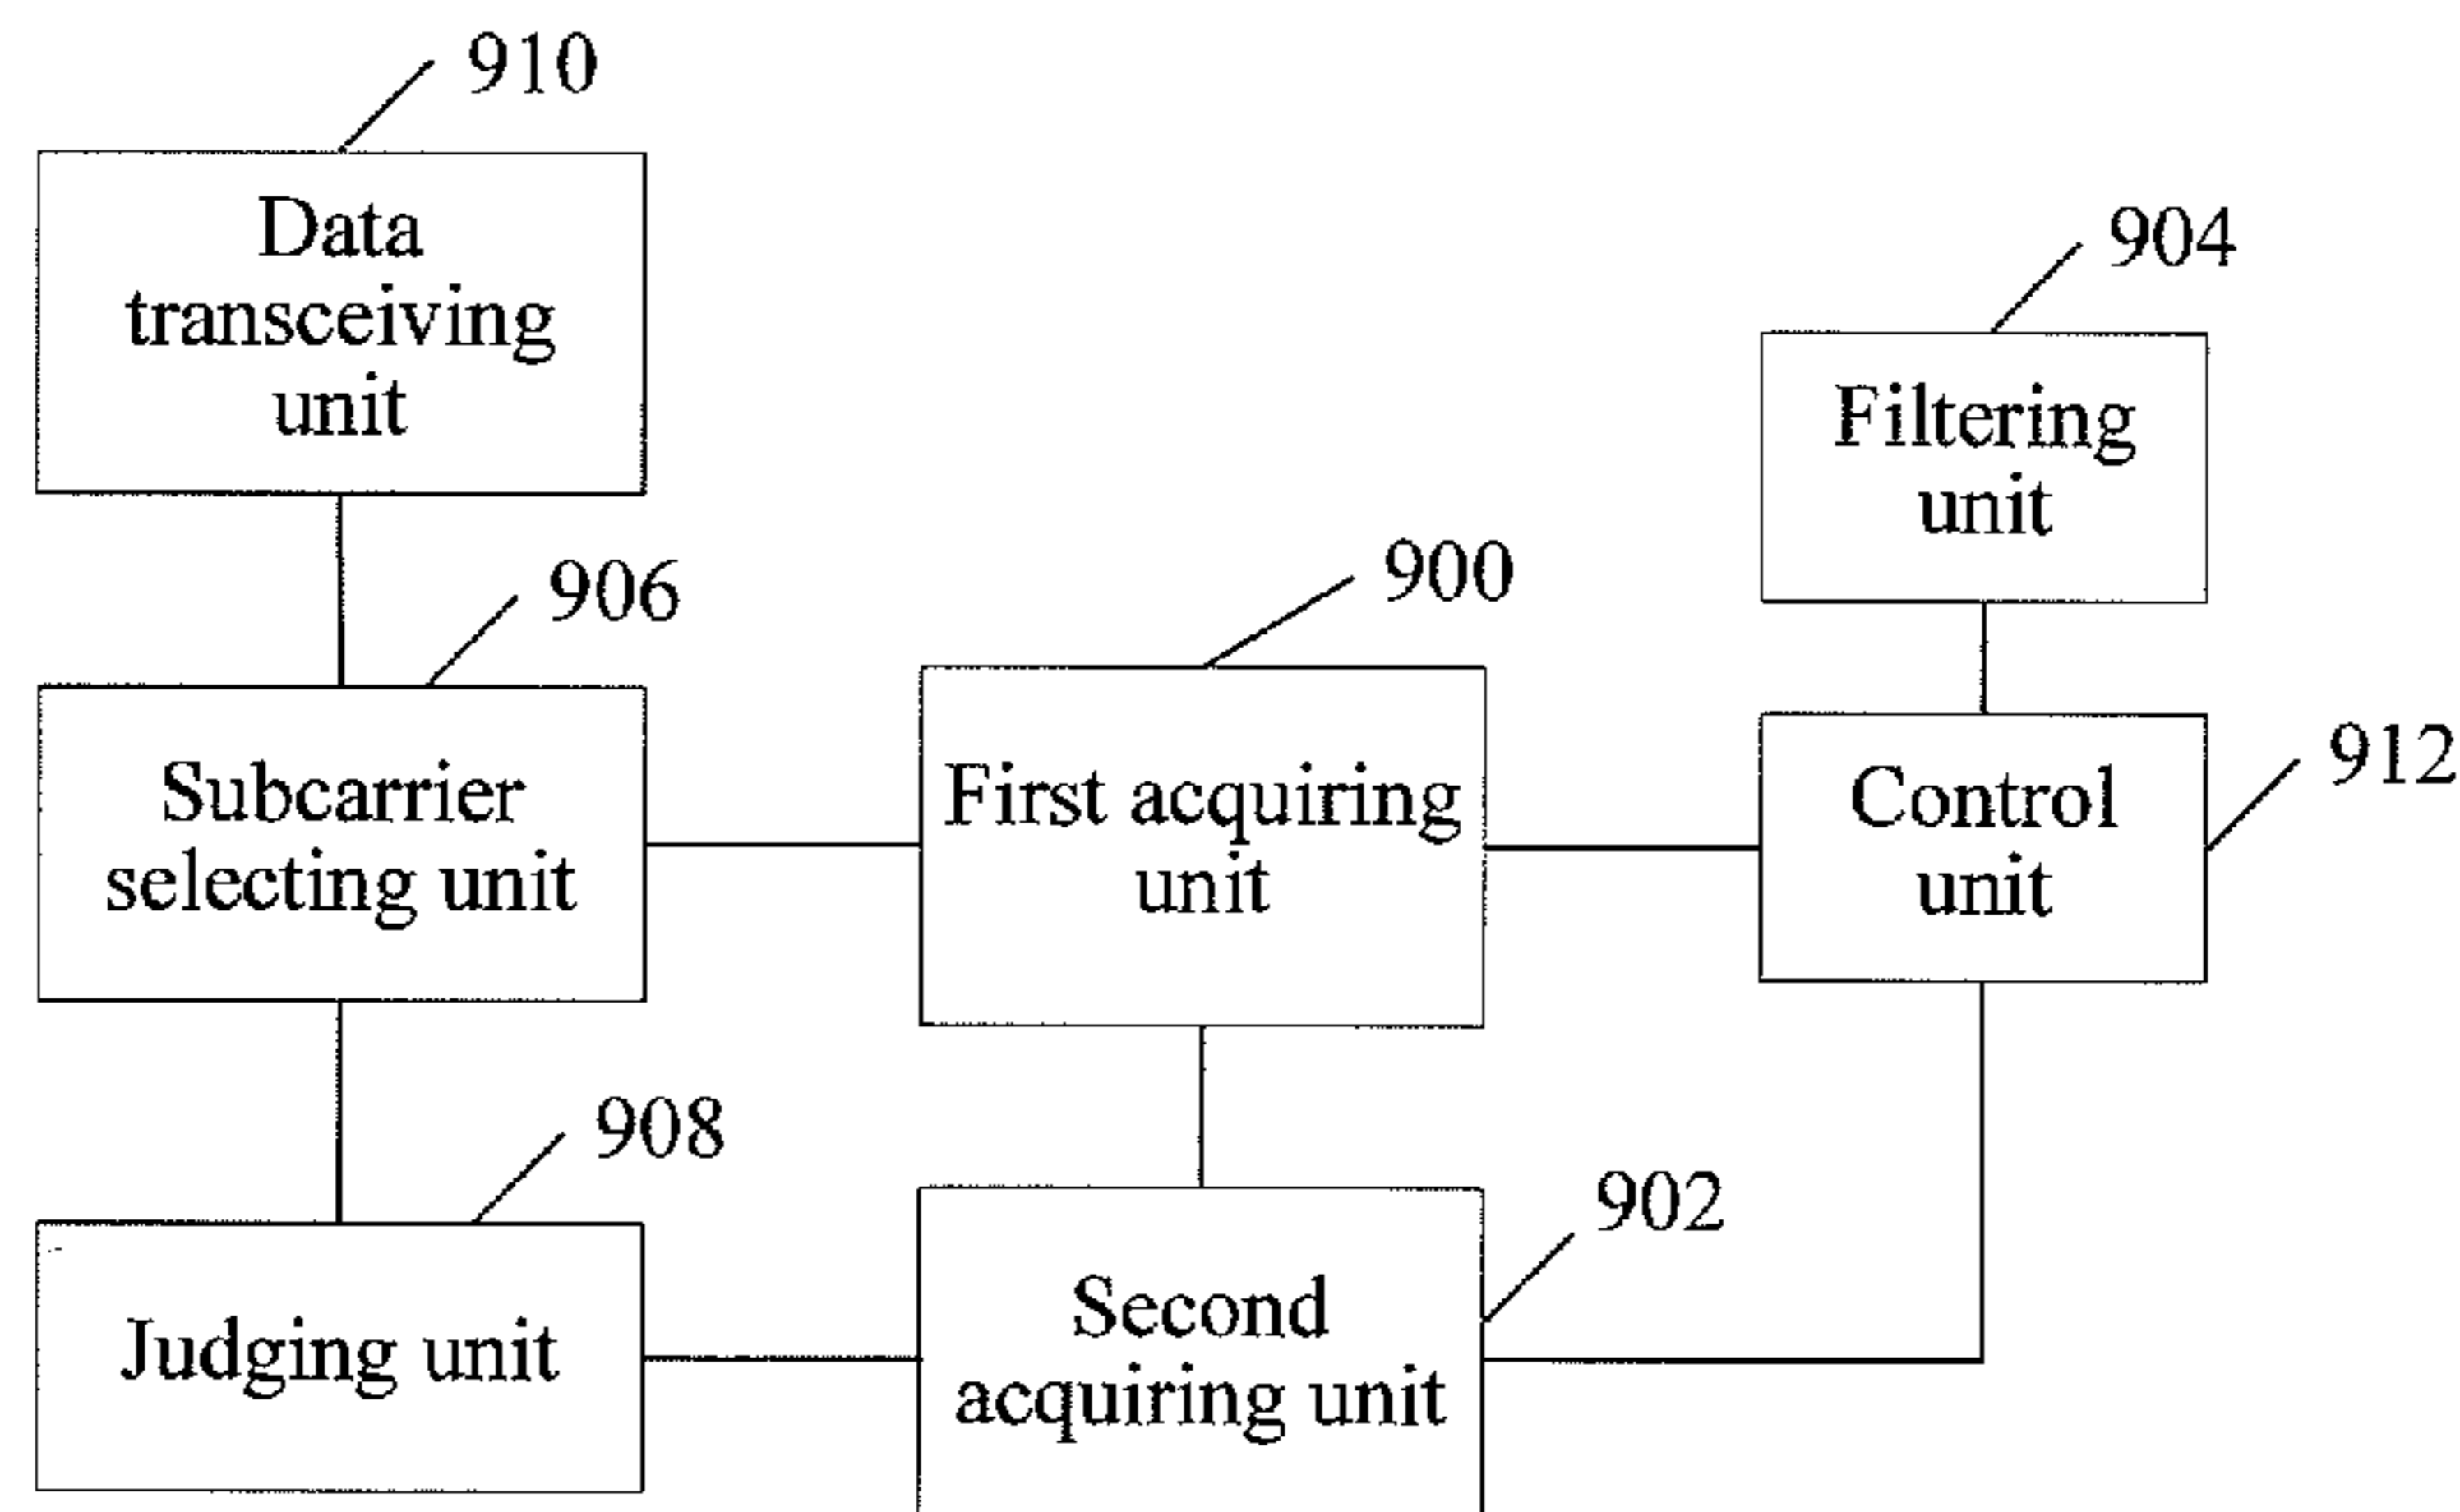 910
Data
transceiving
unit
904
Filtering
unit
906
900
Subcarrier
selecting unit
First acquiring
unit
Control
unit
912
908
902
Judging unit
Second
acquiring unit